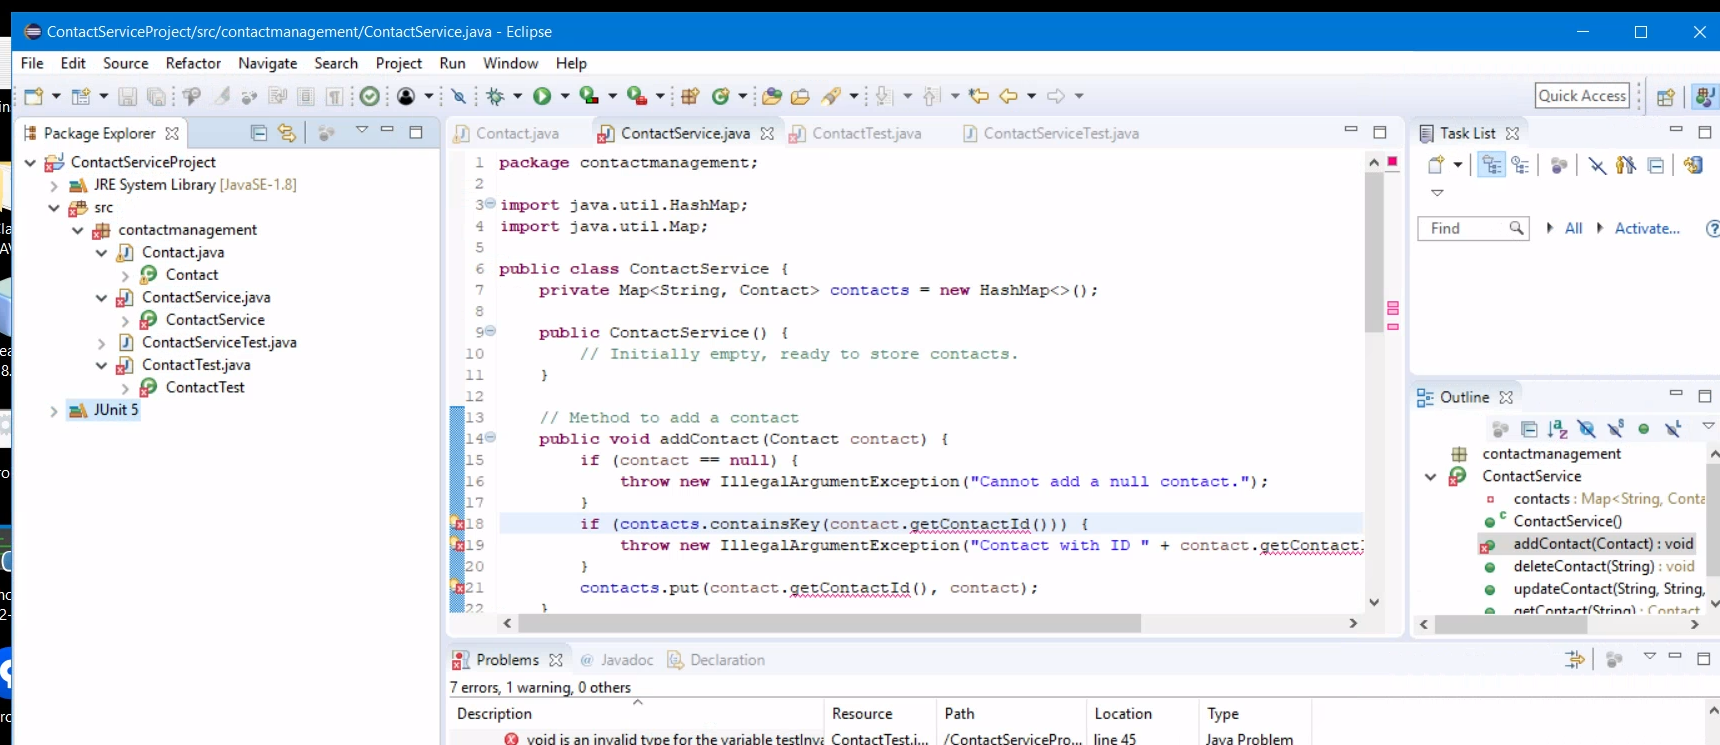 ContactServiceProject/src/contactmanagement/ContactService.java - Eclipse
File Edit Source Refactor Navigate Search Project Run Window Help
Quick Access
Package Explorer
ContactServiceProject
JRE System Library [JavaSE-1.8]
src
contactmanagement
Contact.java
Contact
ContactService.java
ContactService
ContactServiceTest.java
ContactTest.java
ContactTest
JUnit 5
Contact.java ContactService.java ContactTest.java ContactServiceTest.java
1 package contactmanagement;
2
3 import java.util.HashMap;
4 import java.util.Map;
5
6 public class ContactService {
7 private Map<String, Contact> contacts = new HashMap<>();
8
9 public ContactService() {
10 // Initially empty, ready to store contacts.
11 }
12
13 // Method to add a contact
14 public void addContact(Contact contact) {
15 if (contact == null) {
16 throw new IllegalArgumentException("Cannot add a null contact.");
17 }
18 if (contacts.containsKey(contact.getContactId())) {
19 throw new IllegalArgumentException("Contact with ID " + contact.getContactI
20 }
21 contacts.put(contact.getContactId(), contact);
22 }
Task List
Find All Activate...
Outline
contactmanagement
ContactService
contacts : Map<String, Conta
ContactService()
addContact(Contact) : void
deleteContact(String) : void
updateContact(String, String,
getContact(String) : Contact
Problems @ Javadoc Declaration
7 errors, 1 warning, 0 others
Description Resource Path Location Type
void is an invalid type for the variable testInva ContactTest.j... /ContactServicePro... line 45 Java Problem